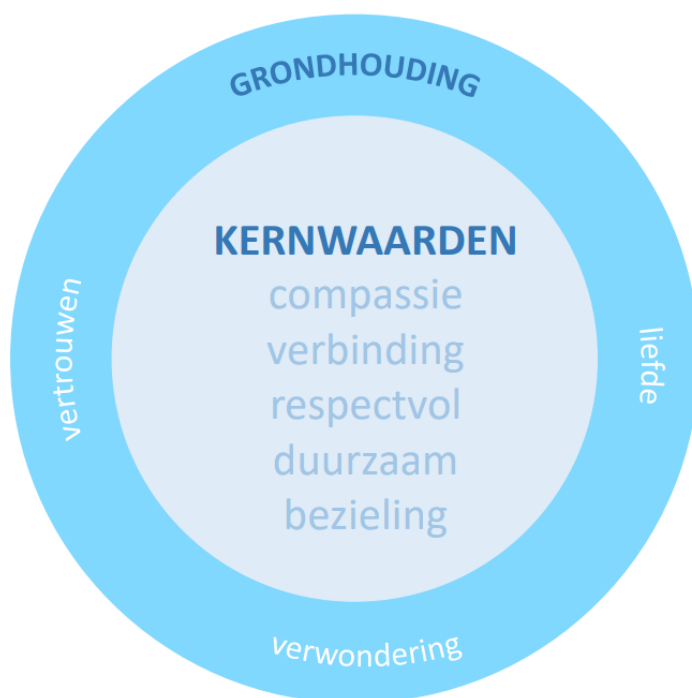 GRONDHOUDING
KERNWAARDEN
compassie
verbinding
respectvol
duurzaam
bezieling
vertrouwen
liefde
verwondering